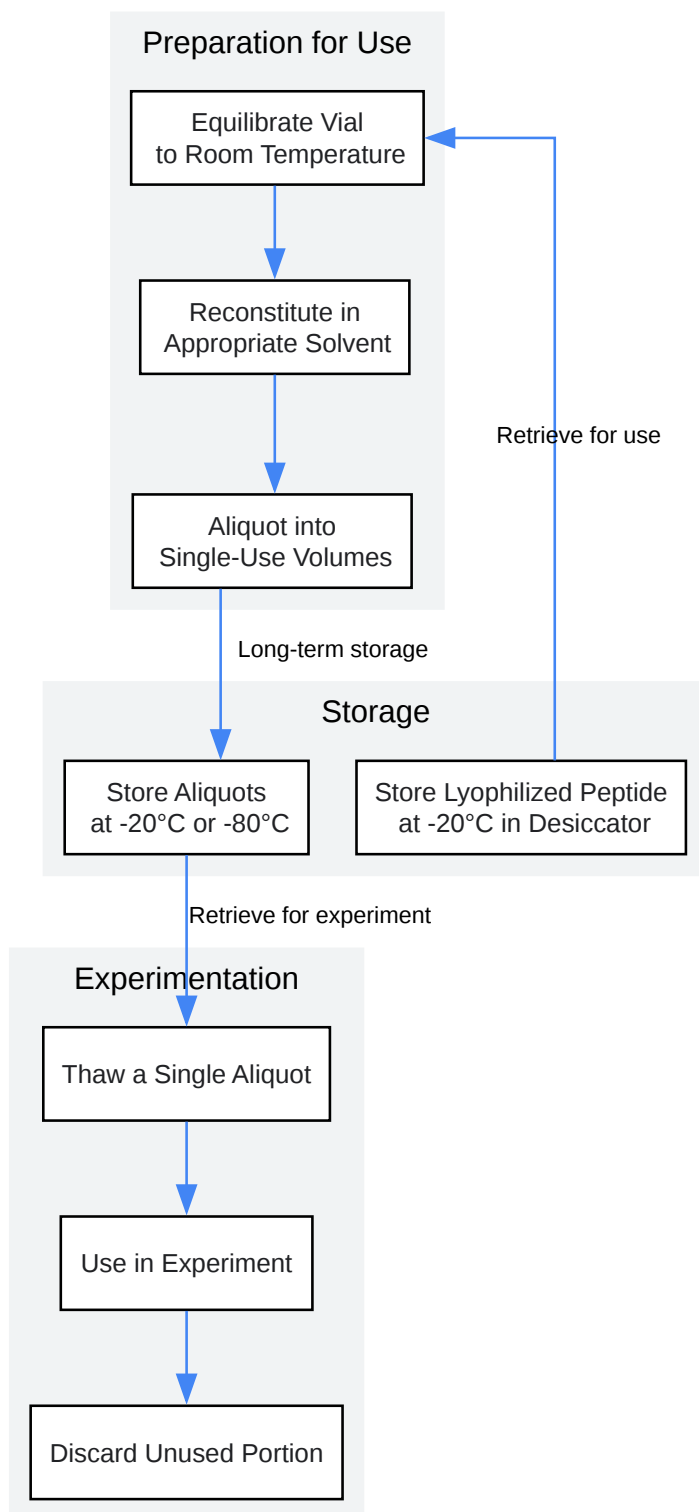 Preparation for Use
Equilibrate Vial
to Room Temperature
Reconstitute in
Appropriate Solvent
Retrieve for use
Aliquot into
Single-Use Volumes
Long-term storage
Storage
Store Aliquots
at -20°C or -80°C
Store Lyophilized Peptide
at -20°C in Desiccator
Retrieve for experiment
Experimentation
Thaw a Single Aliquot
Use in Experiment
Discard Unused Portion